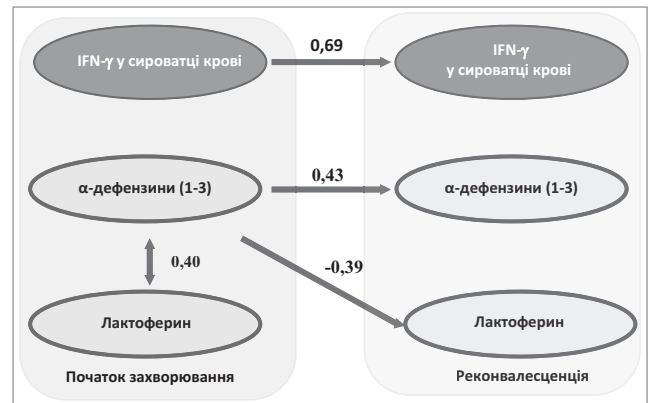 IFN-γ у сироватці крові
0,69
IFN-γ
у сироватці крові
α-дефензини (1-3)
0,43
α-дефензини (1-3)
0,40
-0,39
Лактоферин
Лактоферин
Початок захворювання
Реконвалесценція